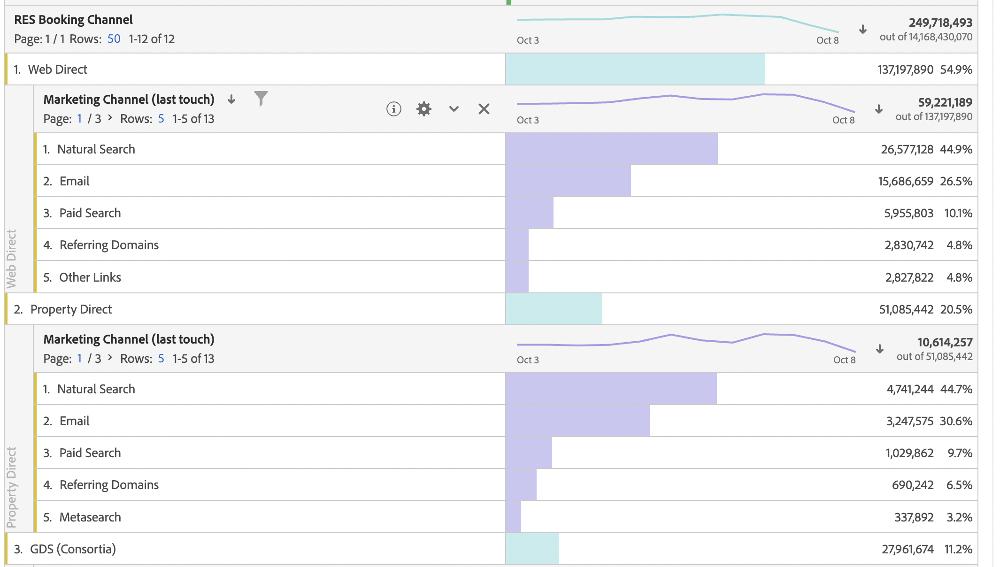 RES Booking Channel
Page: 1 / 1 Rows: 50 1-12 of 12
Oct 3
Oct 8
249,718,493
out of 14,168,430,070
1. Web Direct
137,197,890 54.9%
Web Direct
Marketing Channel (last touch)
Page: 1 / 3 > Rows: 5 1-5 of 13
Oct 3
Oct 8
59,221,189
out of 137,197,890
1. Natural Search
26,577,128 44.9%
2. Email
15,686,659 26.5%
3. Paid Search
5,955,803 10.1%
4. Referring Domains
2,830,742 4.8%
5. Other Links
2,827,822 4.8%
2. Property Direct
51,085,442 20.5%
Property Direct
Marketing Channel (last touch)
Page: 1 / 3 > Rows: 5 1-5 of 13
Oct 3
Oct 8
10,614,257
out of 51,085,442
1. Natural Search
4,741,244 44.7%
2. Email
3,247,575 30.6%
3. Paid Search
1,029,862 9.7%
4. Referring Domains
690,242 6.5%
5. Metasearch
337,892 3.2%
3. GDS (Consortia)
27,961,674 11.2%